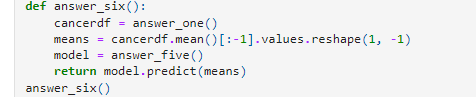 def answer_six():
    cancerdf = answer_one()
    means = cancerdf.mean()[:-1].values.reshape(1, -1)
    model = answer_five()
    return model.predict(means)
answer_six()